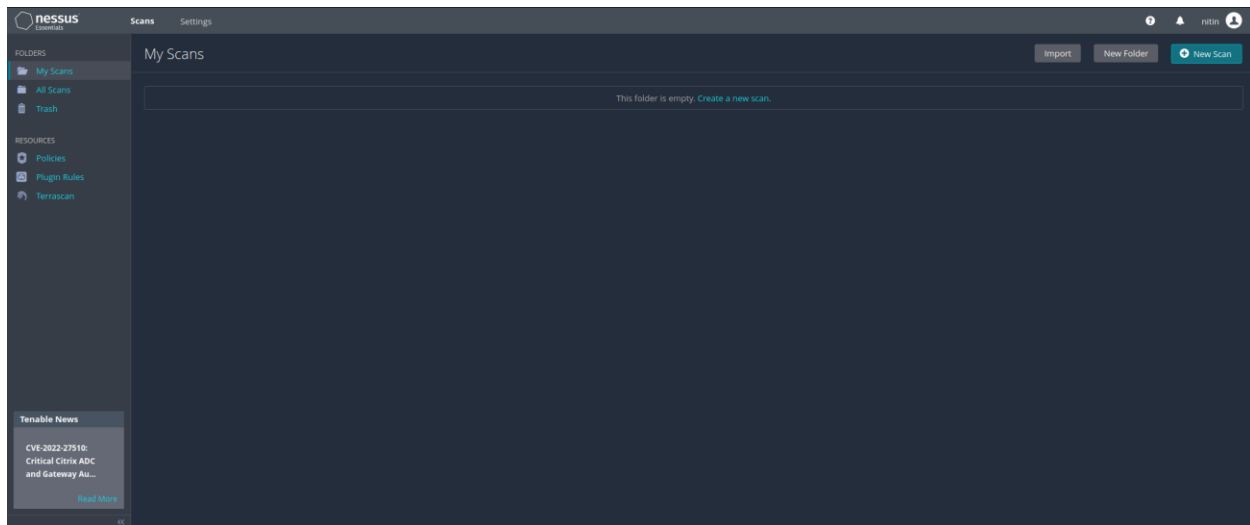 nessus
Essentials
Scans
Settings
nitin
FOLDERS
My Scans
All Scans
Trash
RESOURCES
Policies
Plugin Rules
Terrascan
Tenable News
CVE-2022-27510:
Critical Citrix ADC
and Gateway Au...
Read More
My Scans
Import
New Folder
New Scan
This folder is empty. Create a new scan.